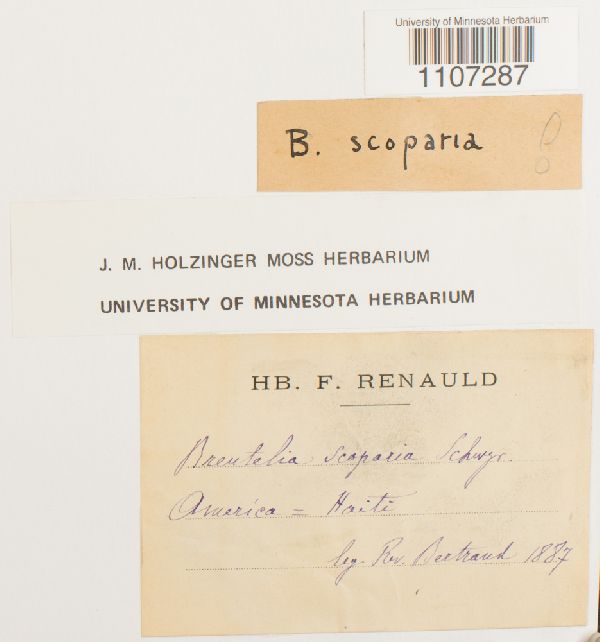 University of Minnesota Herbarium
1107287
B. scoparia !
J. M. HOLZINGER MOSS HERBARIUM
UNIVERSITY OF MINNESOTA HERBARIUM
HB. F. RENAULD
Breutelia scoparia Schwgr.
America = Haiti
leg. Rev. Bertrand 1887